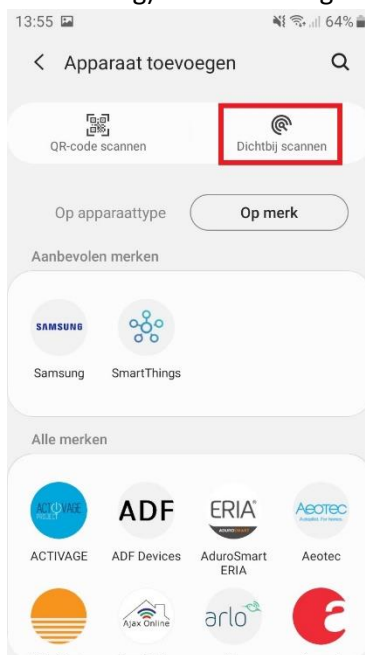 13:55 64%
Apparaat toevoegen
QR-code scannen Dichtbij scannen
Op apparaattype Op merk
Aanbevolen merken
SAMSUNG
Samsung SmartThings
Alle merken
ADF ERIA AEOTEC
ACTIVAGE ADF Devices AduroSmart Aeotec
ERIA
Ajax Online arlo